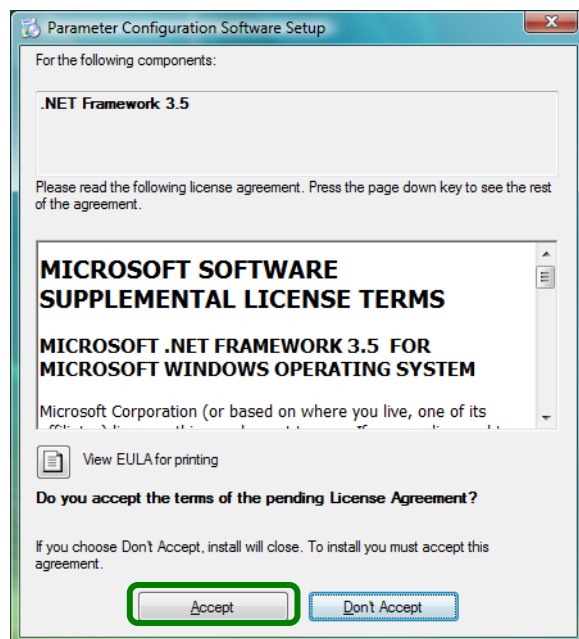 Parameter Configuration Software Setup
For the following components:
.NET Framework 3.5
Please read the following license agreement. Press the page down key to see the rest
of the agreement.
MICROSOFT SOFTWARE
SUPPLEMENTAL LICENSE TERMS
MICROSOFT .NET FRAMEWORK 3.5 FOR
MICROSOFT WINDOWS OPERATING SYSTEM
Microsoft Corporation (or based on where you live, one of its
View EULA for printing
Do you accept the terms of the pending License Agreement?
If you choose Don't Accept, install will close. To install you must accept this
agreement.
Accept
Don't Accept